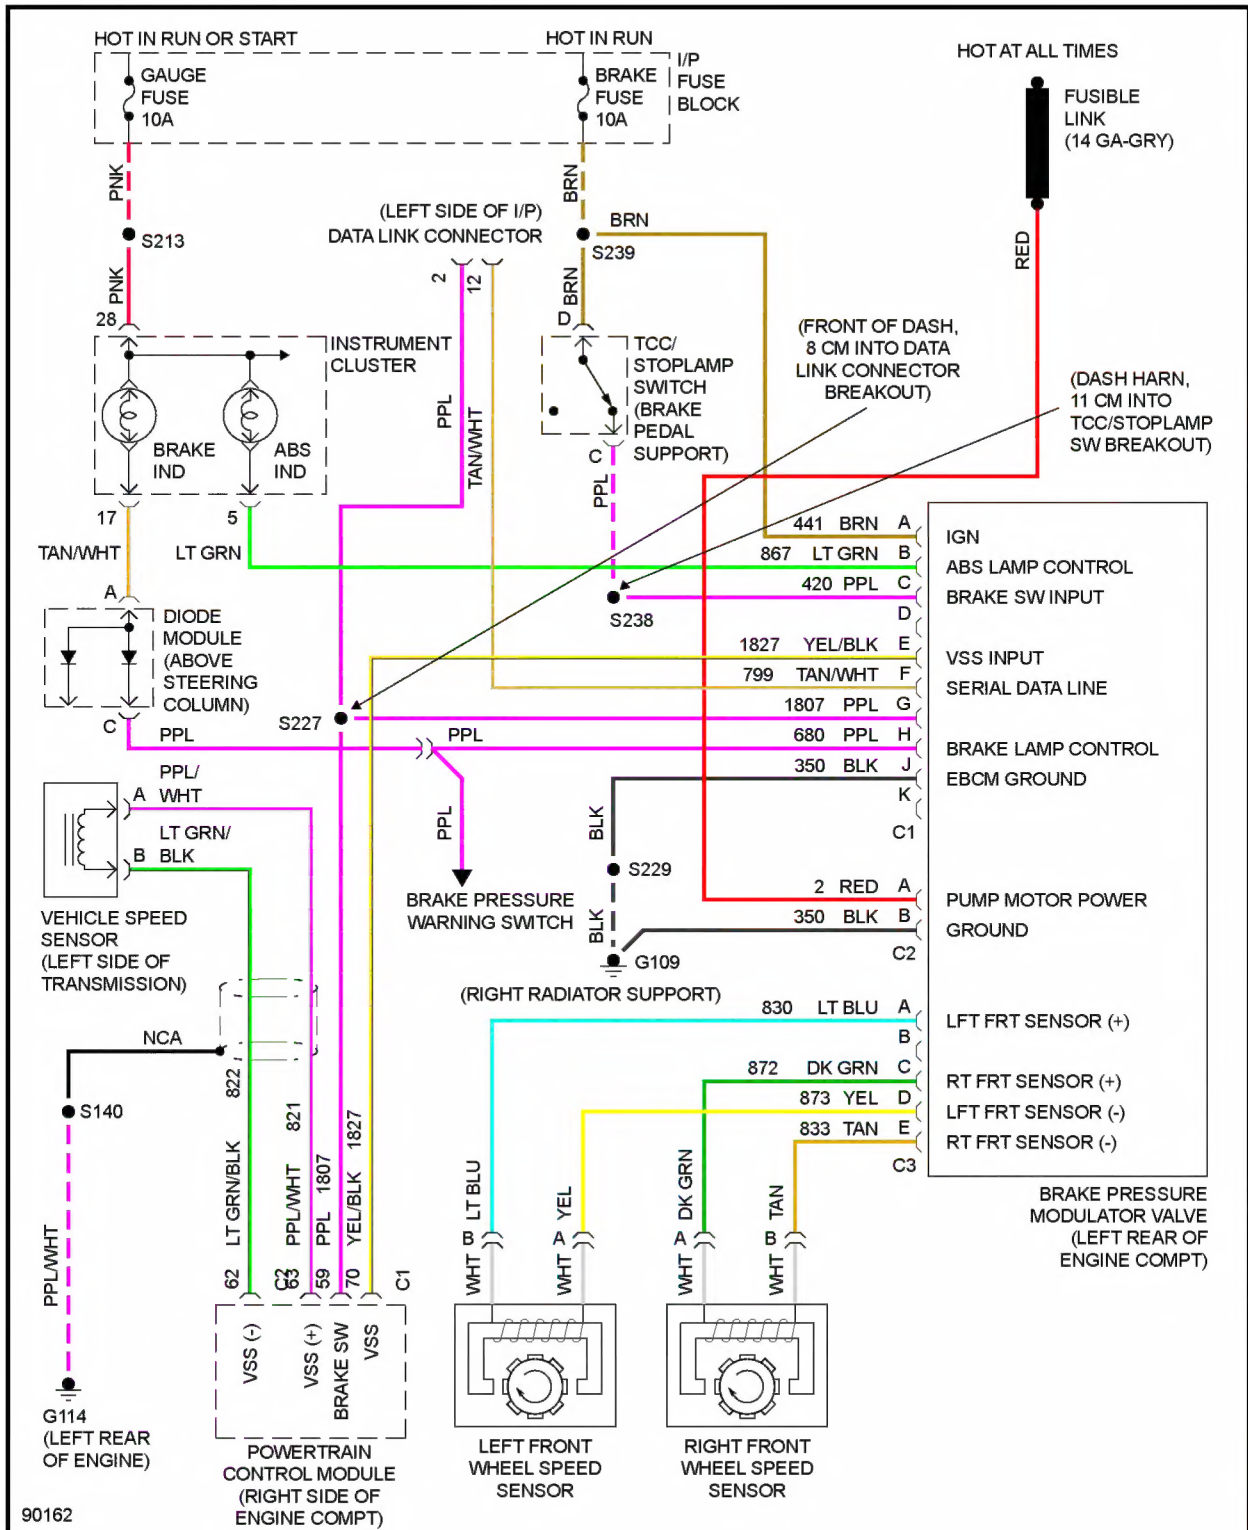 HOT IN RUN OR START
HOT IN RUN
HOT AT ALL TIMES
GAUGE
FUSE
10A
BRAKE
FUSE
10A
I/P
FUSE
BLOCK
FUSIBLE
LINK
(14 GA-GRY)
PNK
BRN
(LEFT SIDE OF I/P)
DATA LINK CONNECTOR
S213
BRN
S239
RED
PNK
2
12
BRN
28
D
INSTRUMENT
CLUSTER
TCC/
STOPLAMP
SWITCH
(BRAKE
PEDAL
SUPPORT)
(FRONT OF DASH,
8 CM INTO DATA
LINK CONNECTOR
BREAKOUT)
(DASH HARN,
11 CM INTO
TCC/STOPLAMP
SW BREAKOUT)
PPL
TAN/WHT
BRAKE
IND
ABS
IND
C
PPL
17
5
TAN/WHT
LT GRN
441 BRN A
IGN
867 LT GRN B
ABS LAMP CONTROL
420 PPL C
BRAKE SW INPUT
A
S238
D
DIODE
MODULE
(ABOVE
STEERING
COLUMN)
1827 YEL/BLK E
VSS INPUT
799 TAN/WHT F
SERIAL DATA LINE
S227
1807 PPL G
C
PPL
PPL
680 PPL H
BRAKE LAMP CONTROL
350 BLK J
EBCM GROUND
K
C1
A
PPL/
WHT
B
LT GRN/
BLK
PPL
BLK
S229
VEHICLE SPEED
SENSOR
(LEFT SIDE OF
TRANSMISSION)
BRAKE PRESSURE
WARNING SWITCH
BLK
2 RED A
PUMP MOTOR POWER
350 BLK B
GROUND
C2
G109
(RIGHT RADIATOR SUPPORT)
830 LT BLU A
LFT FRT SENSOR (+)
B
NCA
872 DK GRN C
RT FRT SENSOR (+)
873 YEL D
LFT FRT SENSOR (-)
833 TAN E
RT FRT SENSOR (-)
C3
S140
822
821
1807
1827
LT GRN/BLK
PPL/WHT
PPL
YEL/BLK
LT BLU
YEL
DK GRN
TAN
BRAKE PRESSURE
MODULATOR VALVE
(LEFT REAR OF
ENGINE COMPT)
B
A
A
B
WHT
WHT
WHT
WHT
PPL/WHT
62
C2
63
59
70
C1
VSS (-)
VSS (+)
BRAKE SW
VSS
G114
(LEFT REAR
OF ENGINE)
POWERTRAIN
CONTROL MODULE
(RIGHT SIDE OF
ENGINE COMPT)
LEFT FRONT
WHEEL SPEED
SENSOR
RIGHT FRONT
WHEEL SPEED
SENSOR
90162